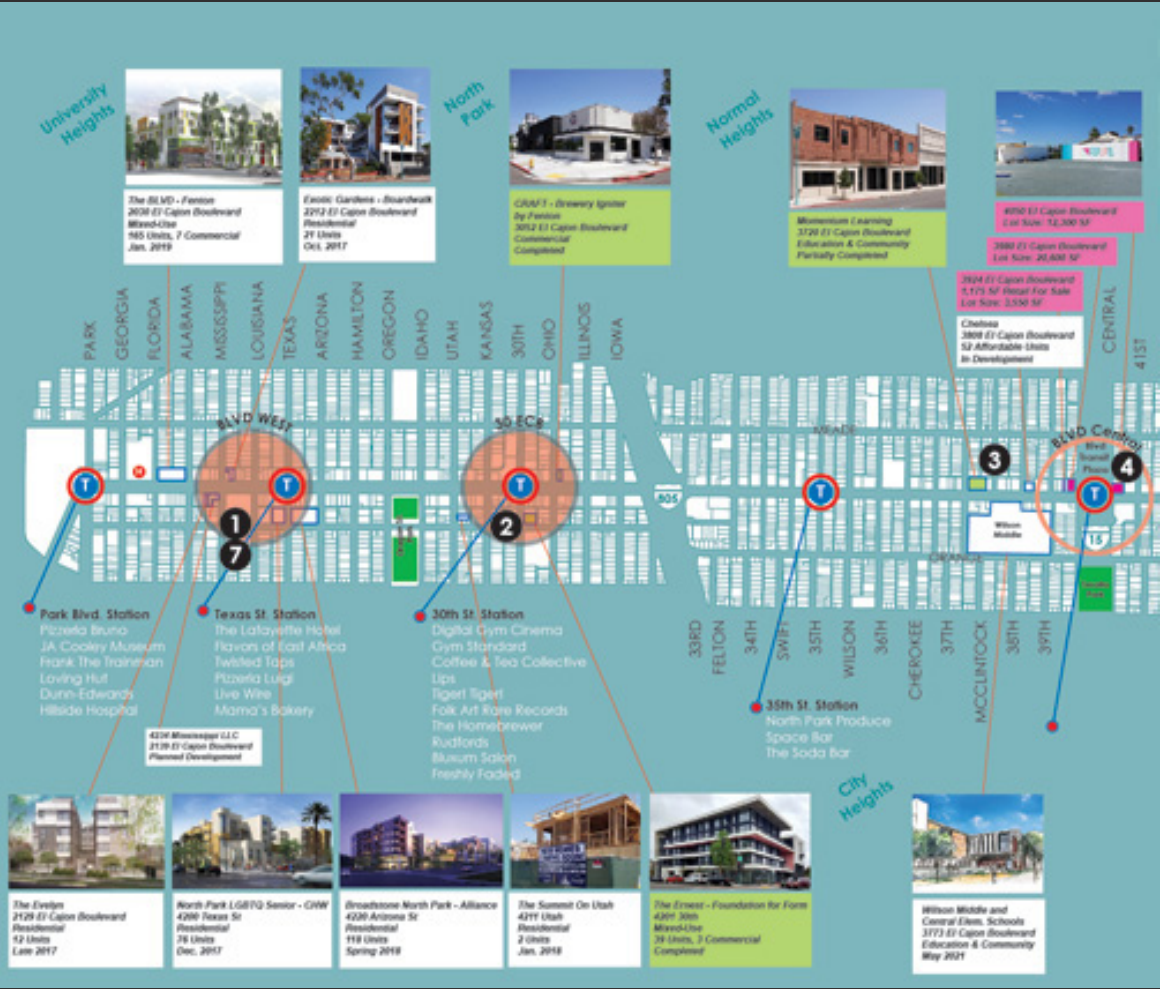 University
Heights
North
Park
Normal
Heights
The BLVD - Fenton
2030 El Cajon Boulevard
Mixed-Use
165 Units, 7 Commercial
Jan. 2019
Exotic Gardens - Boardwalk
2212 El Cajon Boulevard
Residential
21 Units
Oct. 2017
CRAFT - Brewery Igniter
by Fenton
3052 El Cajon Boulevard
Commercial
Completed
Momentum Learning
3720 El Cajon Boulevard
Education & Community
Partially Completed
4050 El Cajon Boulevard
Lot Size: 12,300 SF
3980 El Cajon Boulevard
Lot Size: 20,600 SF
3924 El Cajon Boulevard
1,175 SF Retail For Sale
Lot Size: 3,550 SF
Chelsea
3808 El Cajon Boulevard
52 Affordable Units
In Development
PARK
GEORGIA
FLORIDA
ALABAMA
MISSISSIPPI
LOUISIANA
TEXAS
ARIZONA
HAMILTON
OREGON
IDAHO
UTAH
KANSAS
30TH
OHIO
ILLINOIS
IOWA
CENTRAL
41ST
BLVD WEST
30 ECB
MEADE
BLVD Central
Blvd
Transit
Plaza
T
T
T
T
T
1
7
2
3
4
805
15
Wilson
Middle
ORANGE
Park
33RD
FELTON
34TH
SWIFT
35TH
WILSON
36TH
CHEROKEE
37TH
MCCLINTOCK
38TH
39TH
Park Blvd. Station
Pizzeria Bruno
JA Cooley Museum
Frank The Trainman
Loving Hut
Dunn-Edwards
Hillside Hospital
Texas St. Station
The Lafayette Hotel
Flavors of East Africa
Twisted Taps
Pizzeria Luigi
Live Wire
Mama's Bakery
30th St. Station
Digital Gym Cinema
Gym Standard
Coffee & Tea Collective
Lips
Tiger! Tiger!
Folk Art Rare Records
The Homebrewer
Rudfords
Bluxum Salon
Freshly Faded
35th St. Station
North Park Produce
Space Bar
The Soda Bar
4234 Mississippi LLC
2139 El Cajon Boulevard
Planned Development
City
Heights
The Evelyn
2129 El Cajon Boulevard
Residential
12 Units
Late 2017
North Park LGBTQ Senior - CHW
4200 Texas St
Residential
76 Units
Dec. 2017
Broadstone North Park - Alliance
4220 Arizona St
Residential
118 Units
Spring 2018
The Summit On Utah
4211 Utah
Residential
2 Units
Jan. 2018
The Ernest - Foundation for Form
4201 30th
Mixed-Use
39 Units, 3 Commercial
Completed
Wilson Middle and
Central Elem. Schools
3773 El Cajon Boulevard
Education & Community
May 2021